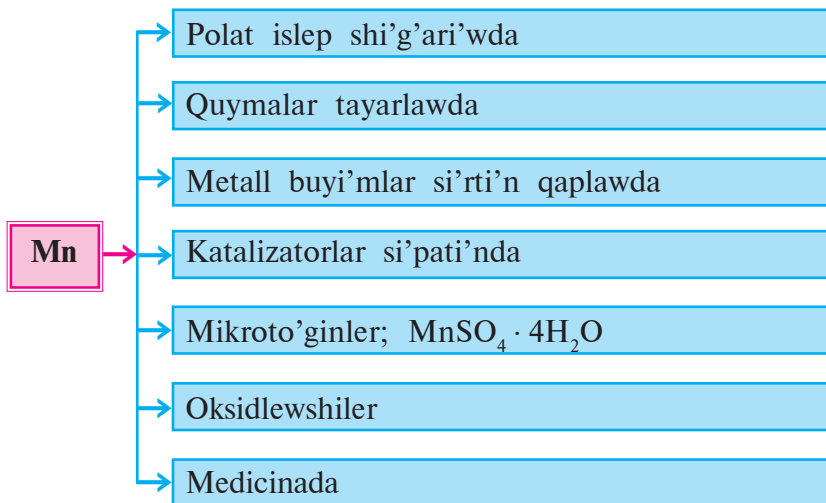 Polat islep shi’g’ari’wda
Quymalar tayarlawda
Metall buyi’mlar si’rti’n qaplawda
Mn
Katalizatorlar si’pati’nda
Mikroto’ginler; MnSO₄ · 4H₂O
Oksidlewshiler
Medicinada